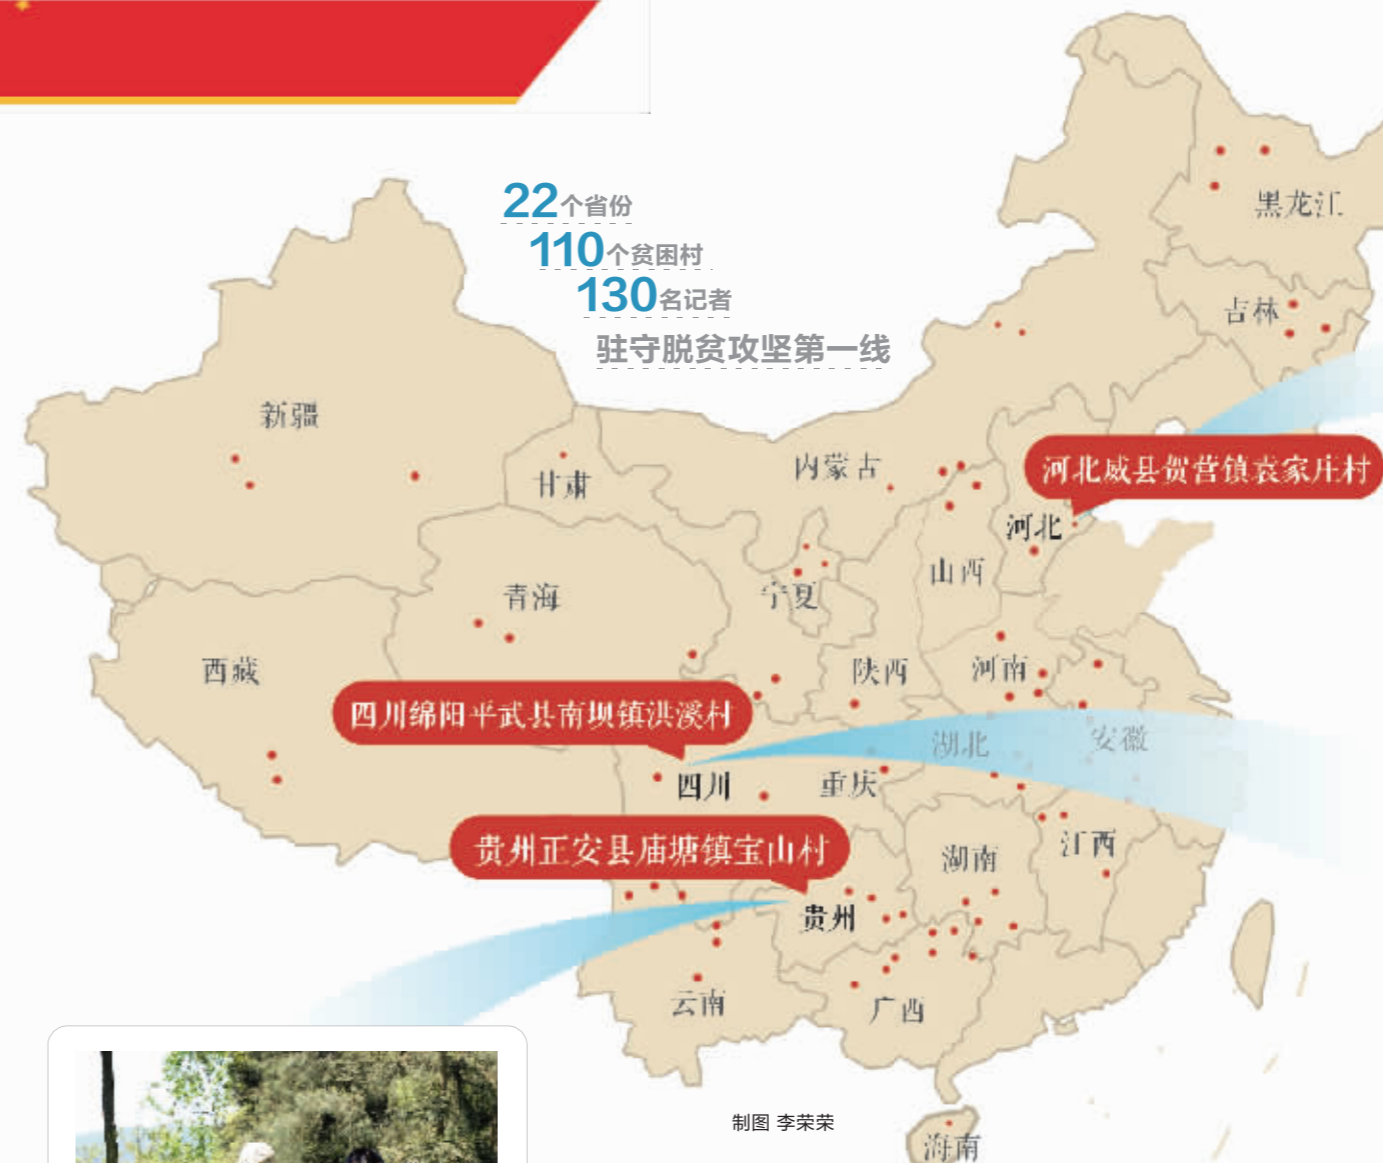 22个省份
110个贫困村
130名记者
驻守脱贫攻坚第一线
黑龙江
吉林
新疆
甘肃
内蒙古
河北威县贺营镇袁家庄村
河北
山西
宁夏
青海
西藏
陕西
河南
四川绵阳平武县南坝镇洪溪村
湖北
安徽
四川
重庆
贵州正安县庙塘镇宝山村
湖南
江西
贵州
云南
广西
制图 李荣荣
海南